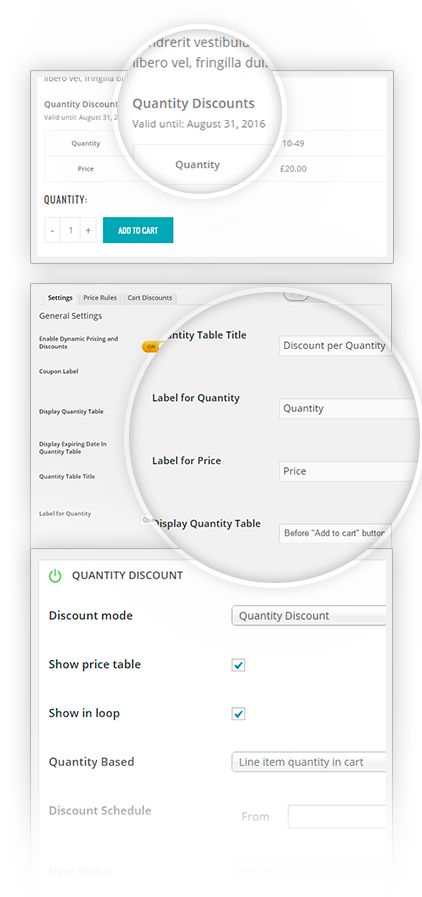 ndrerit vestibulu
libero vel, fringilla dui
libero vel, fringilla du
Quantity Discounts
Valid until: August 31, 2016
Quantity Discount
Valid until: August 31, 2
Quantity
Quantity 10-49
Price £20.00
QUANTITY:
- 1 + ADD TO CART
Settings Price Rules Cart Discounts
General Settings
Enable Dynamic Pricing and
Discounts
ON
Coupon Label
Display Quantity Table
Display Expiring Date In
Quantity Table
Quantity Table Title
Label for Quantity
Qua
ntity Table Title Discount per Quantity
Label for Quantity Quantity
Label for Price Price
Display Quantity Table Before "Add to cart" button
QUANTITY DISCOUNT
Discount mode Quantity Discount
Show price table
Show in loop
Quantity Based Line item quantity in cart
Discount Schedule From
User Status